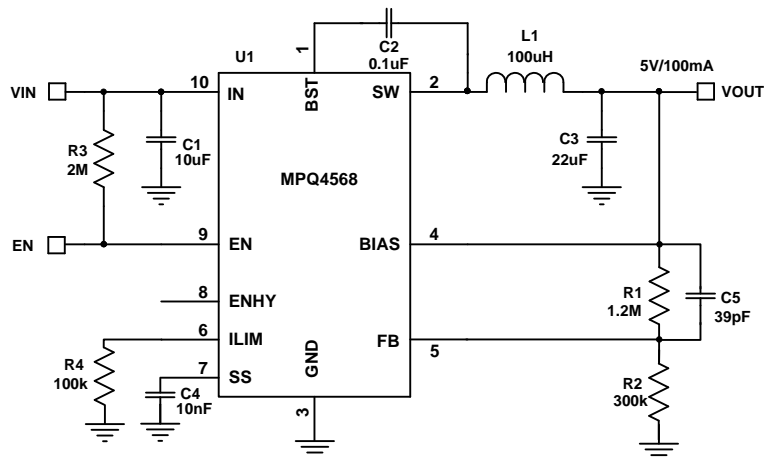 U1
1
C2
0.1uF
L1
100uH
5V/100mA
VIN
10
IN
BST
SW
2
VOUT
R3
2M
C1
10uF
C3
22uF
MPQ4568
EN
9
EN
BIAS
4
8
ENHY
R1
1.2M
C5
39pF
6
ILIM
FB
5
R4
100k
7
SS
GND
C4
10nF
3
R2
300k